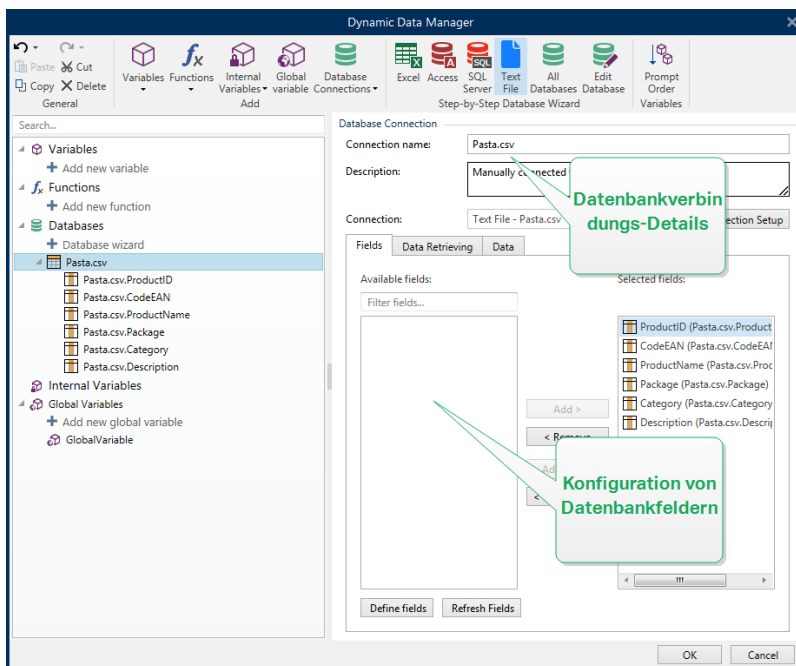 Dynamic Data Manager
Paste
Cut
Copy
Delete
General
Variables
Functions
Internal Variables
Global variable
Database Connections
Add
Excel
Access
SQL Server
Text File
All Databases
Edit Database
Step-by-Step Database Wizard
Prompt Order
Variables
Search...
Variables
Add new variable
Functions
Add new function
Databases
Database wizard
Pasta.csv
Pasta.csv.ProductID
Pasta.csv.CodeEAN
Pasta.csv.ProductName
Pasta.csv.Package
Pasta.csv.Category
Pasta.csv.Description
Internal Variables
Global Variables
Add new global variable
GlobalVariable
Database Connection
Connection name:
Pasta.csv
Description:
Manually connected
Datenbankverbin
dungs-Details
Connection:
Text File - Pasta.csv
Setup
Fields
Data Retrieving
Data
Available fields:
Filter fields...
Selected fields:
ProductID (Pasta.csv.Product
CodeEAN (Pasta.csv.CodeEAN
ProductName (Pasta.csv.Proc
Package (Pasta.csv.Package)
Category (Pasta.csv.Category
Description (Pasta.csv.Descrip
Add >
< Remove
Konfiguration von
Datenbankfeldern
Define fields
Refresh Fields
OK
Cancel